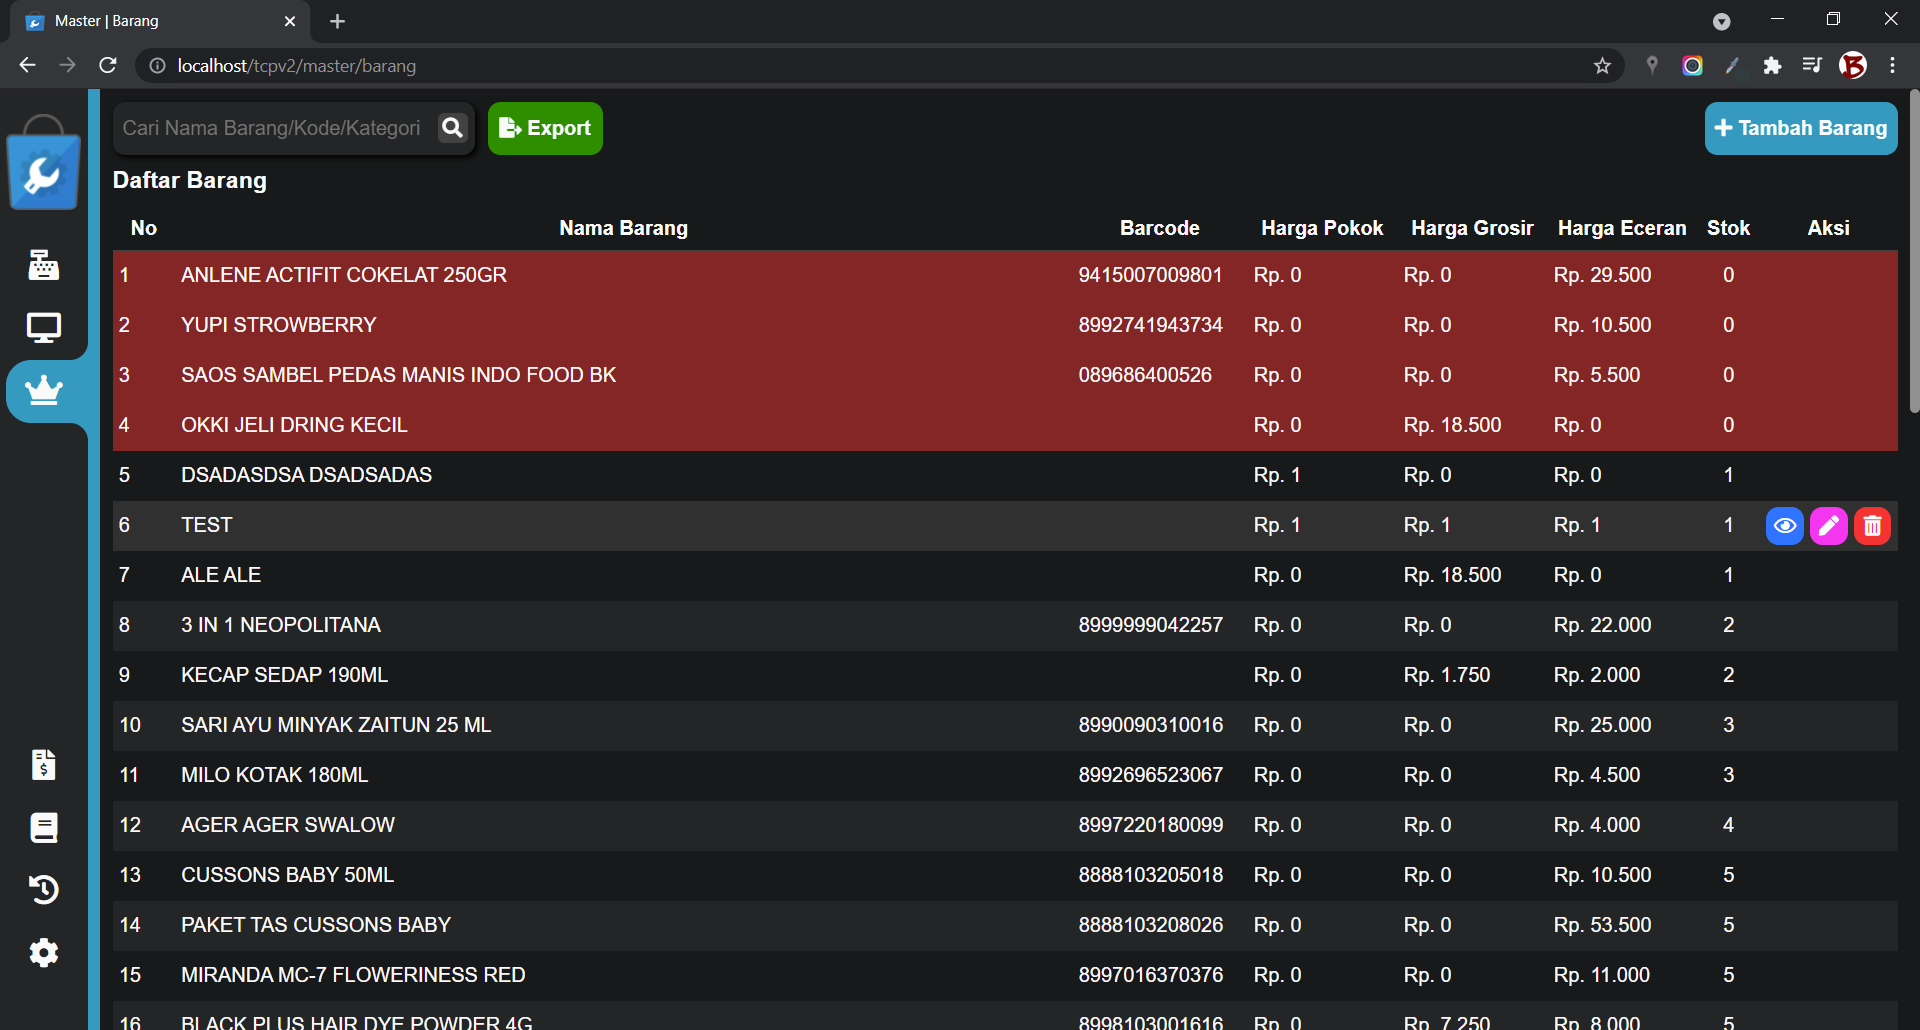 Master | Barang
localhost/tcpv2/master/barang
Cari Nama Barang/Kode/Kategori
Export
+ Tambah Barang
Daftar Barang
No Nama Barang Barcode Harga Pokok Harga Grosir Harga Eceran Stok Aksi
1 ANLENE ACTIFIT COKELAT 250GR 9415007009801 Rp. 0 Rp. 0 Rp. 29.500 0
2 YUPI STROWBERRY 8992741943734 Rp. 0 Rp. 0 Rp. 10.500 0
3 SAOS SAMBEL PEDAS MANIS INDO FOOD BK 089686400526 Rp. 0 Rp. 0 Rp. 5.500 0
4 OKKI JELI DRING KECIL Rp. 0 Rp. 18.500 Rp. 0 0
5 DSADASDSA DSADSADAS Rp. 1 Rp. 0 Rp. 0 1
6 TEST Rp. 1 Rp. 1 Rp. 1 1
7 ALE ALE Rp. 0 Rp. 18.500 Rp. 0 1
8 3 IN 1 NEOPOLITANA 8999999042257 Rp. 0 Rp. 0 Rp. 22.000 2
9 KECAP SEDAP 190ML Rp. 0 Rp. 1.750 Rp. 2.000 2
10 SARI AYU MINYAK ZAITUN 25 ML 8990090310016 Rp. 0 Rp. 0 Rp. 25.000 3
11 MILO KOTAK 180ML 8992696523067 Rp. 0 Rp. 0 Rp. 4.500 3
12 AGER AGER SWALOW 8997220180099 Rp. 0 Rp. 0 Rp. 4.000 4
13 CUSSONS BABY 50ML 8888103205018 Rp. 0 Rp. 0 Rp. 10.500 5
14 PAKET TAS CUSSONS BABY 8888103208026 Rp. 0 Rp. 0 Rp. 53.500 5
15 MIRANDA MC-7 FLOWERINESS RED 8997016370376 Rp. 0 Rp. 0 Rp. 11.000 5
16 BLACK PLUS HAIR DYE POWDER 4G 8998103001616 Rp. 0 Rp. 7.250 Rp. 8.000 5